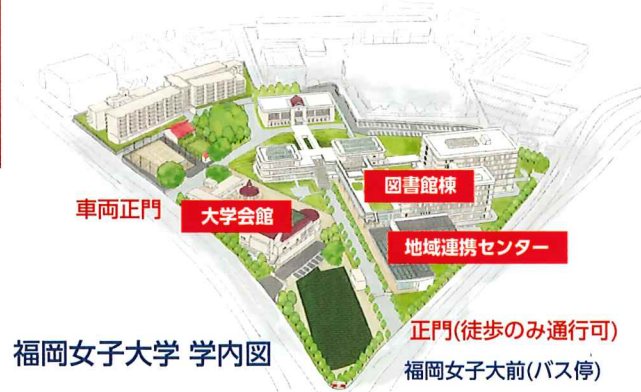 図書館棟
車両正門
大学会館
地域連携センター
正門(徒歩のみ通行可)
福岡女子大学 学内図
福岡女子大前(バス停)